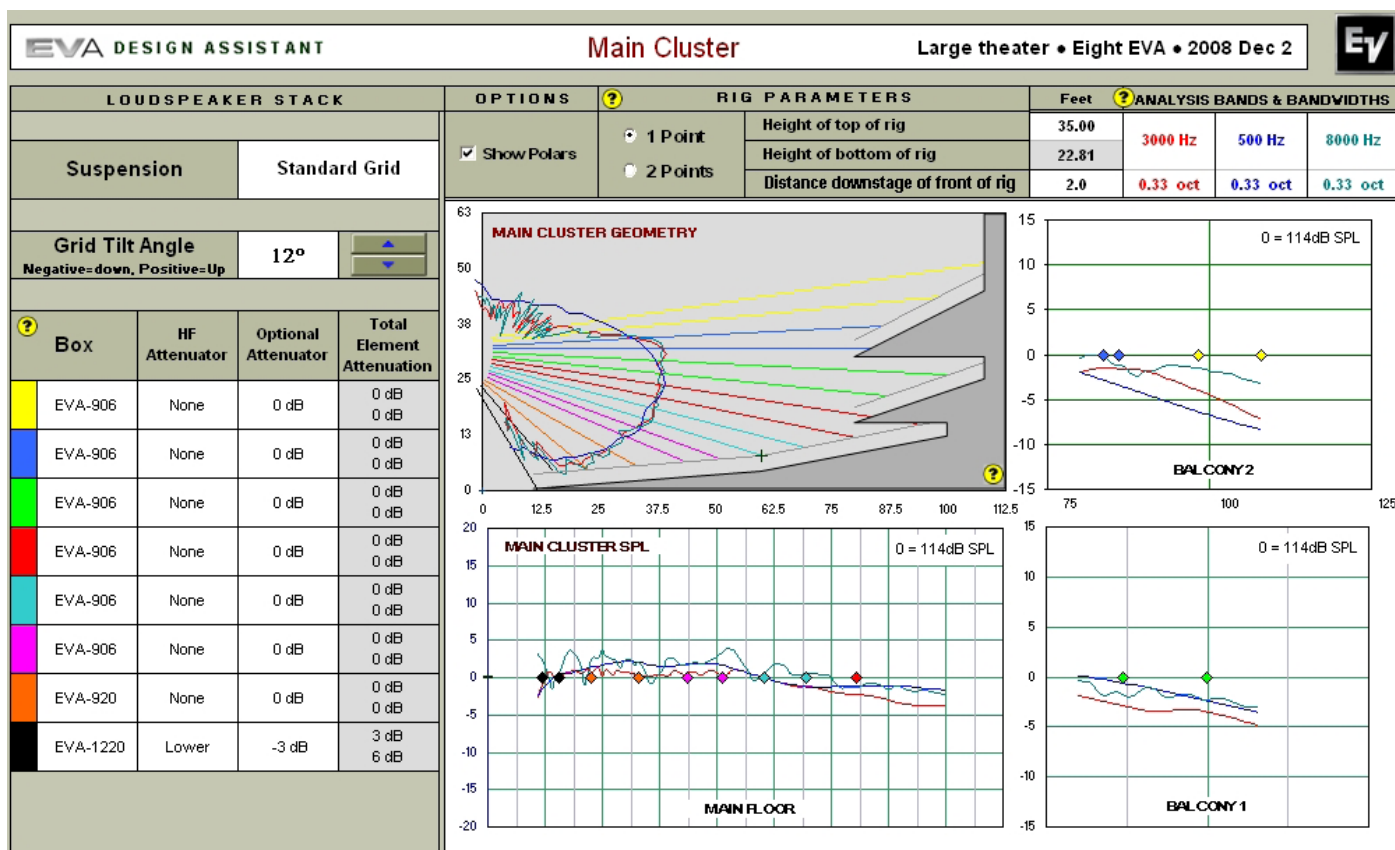 EVA DESIGN ASSISTANT
Main Cluster
Large theater • Eight EVA • 2008 Dec 2
EV
LOUDSPEAKER STACK
Suspension
Standard Grid
Grid Tilt Angle
Negative=down, Positive=Up
12º
?
Box
HF Attenuator
Optional Attenuator
Total Element Attenuation
EVA-906
None
0 dB
0 dB
0 dB
EVA-906
None
0 dB
0 dB
0 dB
EVA-906
None
0 dB
0 dB
0 dB
EVA-906
None
0 dB
0 dB
0 dB
EVA-906
None
0 dB
0 dB
0 dB
EVA-906
None
0 dB
0 dB
0 dB
EVA-920
None
0 dB
0 dB
0 dB
EVA-1220
Lower
-3 dB
3 dB
6 dB
OPTIONS
Show Polars
?
RIG PARAMETERS
Feet
1 Point
2 Points
Height of top of rig
35.00
Height of bottom of rig
22.81
Distance downstage of front of rig
2.0
?
ANALYSIS BANDS & BANDWIDTHS
3000 Hz
500 Hz
8000 Hz
0.33 oct
0.33 oct
0.33 oct
MAIN CLUSTER GEOMETRY
63
50
38
25
13
0
0 12.5 25 37.5 50 62.5 75 87.5 100 112.5
?
15
10
5
0
-5
-10
-15
0 = 114dB SPL
BALCONY 2
75 100 125
MAIN CLUSTER SPL
0 = 114dB SPL
20
15
10
5
0
-5
-10
-15
-20
MAIN FLOOR
15
10
5
0
-5
-10
-15
0 = 114dB SPL
BALCONY 1